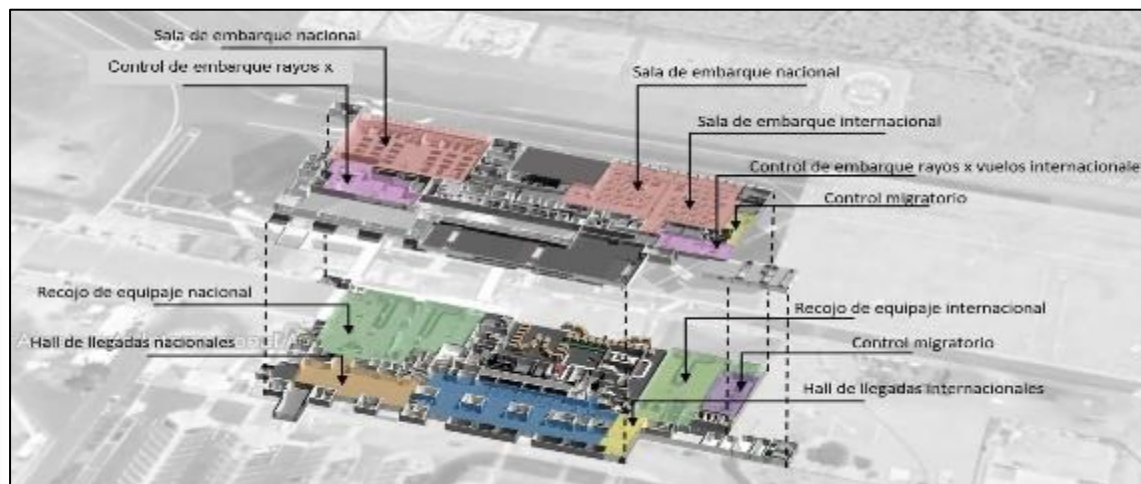 Sala de embarque nacional
Control de embarque rayos x
Sala de embarque nacional
Sala de embarque internacional
Control de embarque rayos x vuelos internacionale
Control migratorio
Recojo de equipaje nacional
Hall de llegadas nacionales
Recojo de equipaje internacional
Control migratorio
Hall de llegadas internacionales